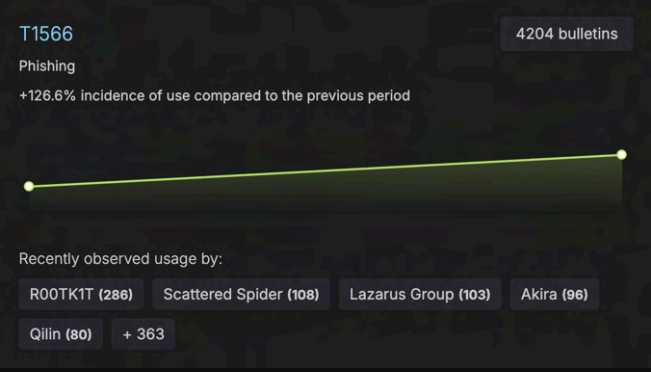 T1566
4204 bulletins
Phishing
+126.6% incidence of use compared to the previous period
Recently observed usage by:
R00TK1T (286) Scattered Spider (108) Lazarus Group (103) Akira (96)
Qilin (80) + 363